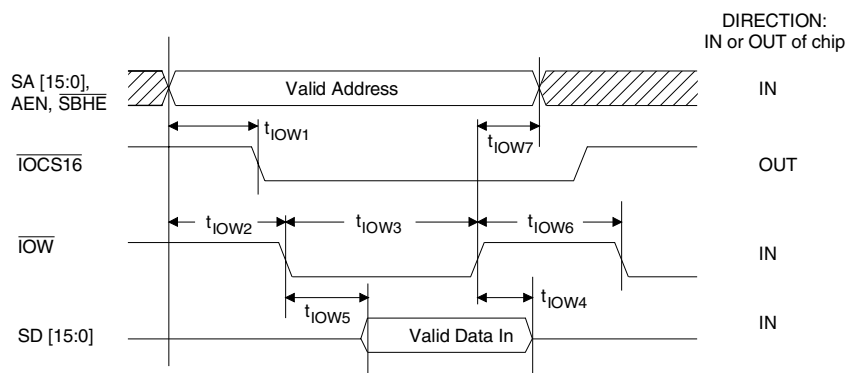 DIRECTION:
IN or OUT of chip
SA [15:0],
AEN, SBHE
Valid Address
IN
tIOW1
tIOW7
IOCS16
OUT
tIOW2
tIOW3
tIOW6
IOW
IN
tIOW5
tIOW4
SD [15:0]
Valid Data In
IN